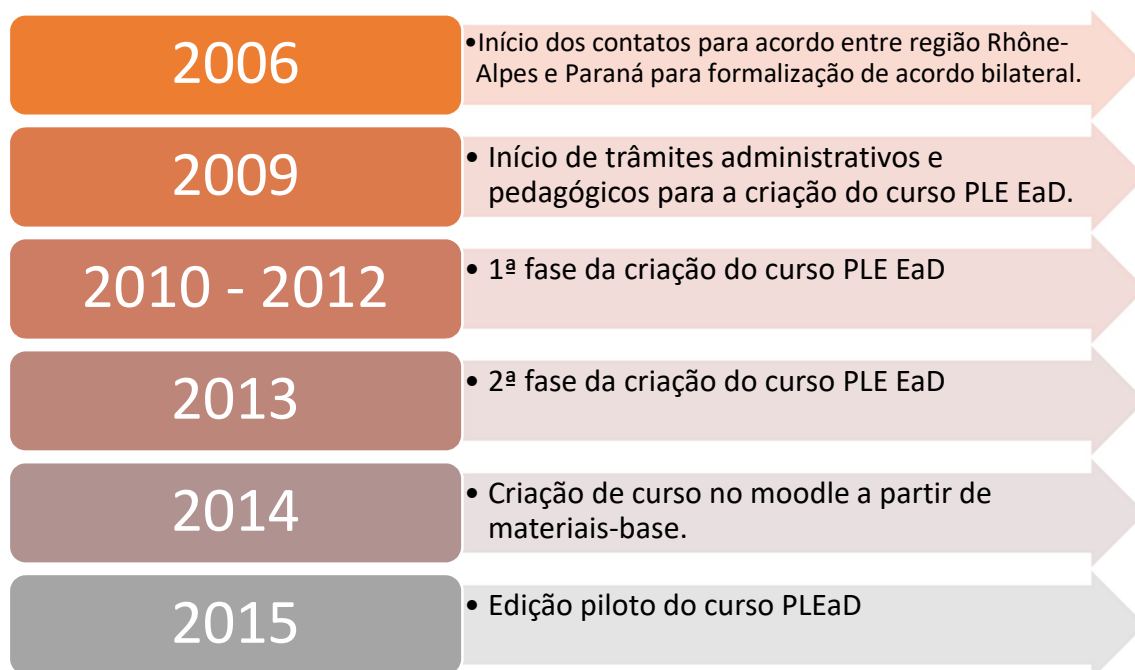 2006
•Início dos contatos para acordo entre região Rhône-
Alpes e Paraná para formalização de acordo bilateral.
2009
• Início de trâmites administrativos e
pedagógicos para a criação do curso PLE EaD.
2010 - 2012
• 1ª fase da criação do curso PLE EaD
2013
• 2ª fase da criação do curso PLE EaD
2014
• Criação de curso no moodle a partir de
materiais-base.
2015
• Edição piloto do curso PLEaD